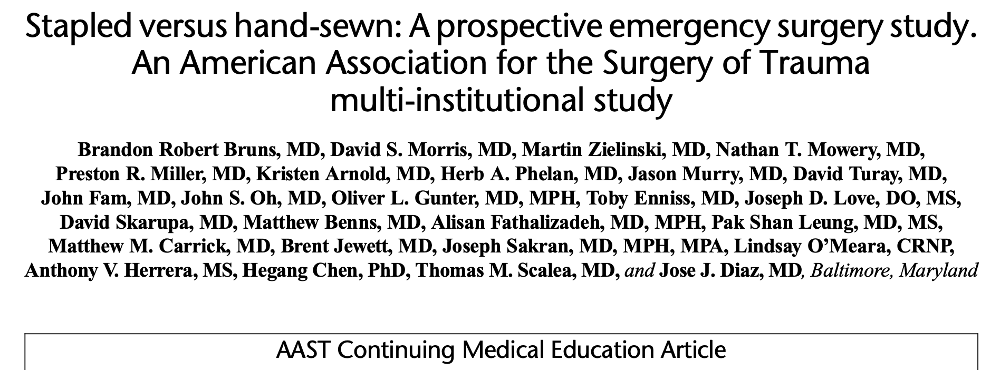 Stapled versus hand-sewn: A prospective emergency surgery study.
An American Association for the Surgery of Trauma
multi-institutional study
Brandon Robert Bruns, MD, David S. Morris, MD, Martin Zielinski, MD, Nathan T. Mowery, MD,
Preston R. Miller, MD, Kristen Arnold, MD, Herb A. Phelan, MD, Jason Murry, MD, David Turay, MD,
John Fam, MD, John S. Oh, MD, Oliver L. Gunter, MD, MPH, Toby Enniss, MD, Joseph D. Love, DO, MS,
David Skarupa, MD, Matthew Benns, MD, Alisan Fathalizadeh, MD, MPH, Pak Shan Leung, MD, MS,
Matthew M. Carrick, MD, Brent Jewett, MD, Joseph Sakran, MD, MPH, MPA, Lindsay O’Meara, CRNP,
Anthony V. Herrera, MS, Hegang Chen, PhD, Thomas M. Scalea, MD, and Jose J. Diaz, MD, Baltimore, Maryland
AAST Continuing Medical Education Article